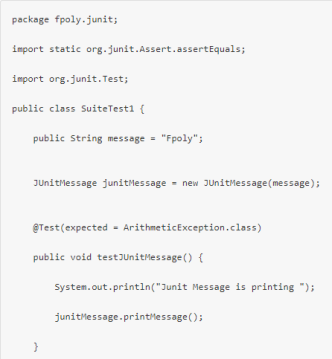 package fpoly.junit;
import static org.junit.Assert.assertEquals;
import org.junit.Test;
public class SuiteTest1 {
public String message = "Fpoly";
JUnitMessage junitMessage = new JUnitMessage(message);
@Test(expected = ArithmeticException.class)
public void testJUnitMessage() {
System.out.println("Junit Message is printing ");
junitMessage.printMessage();
}